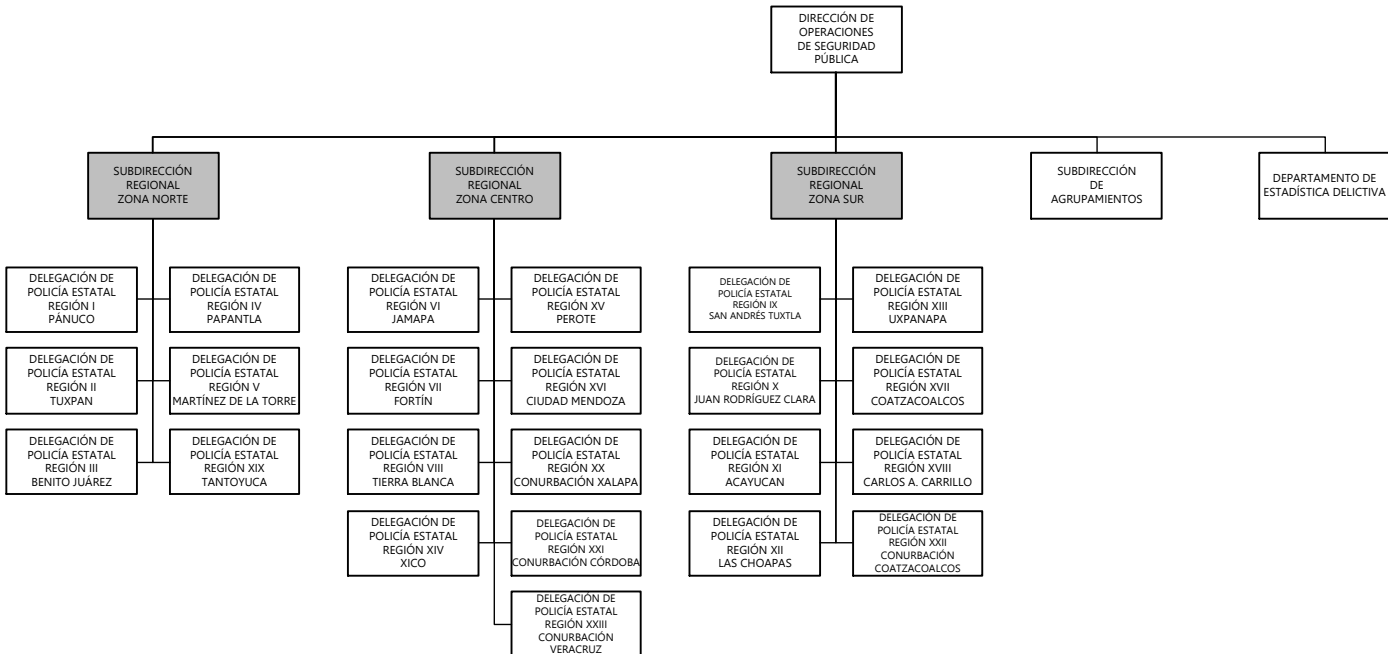 DIRECCIÓN DE
OPERACIONES
DE SEGURIDAD
PÚBLICA
SUBDIRECCIÓN
REGIONAL
ZONA NORTE
SUBDIRECCIÓN
REGIONAL
ZONA CENTRO
SUBDIRECCIÓN
REGIONAL
ZONA SUR
SUBDIRECCIÓN
DE
AGRUPAMIENTOS
DEPARTAMENTO DE
ESTADÍSTICA DELICTIVA
DELEGACIÓN DE
POLICÍA ESTATAL
REGIÓN I
PÁNUCO
DELEGACIÓN DE
POLICÍA ESTATAL
REGIÓN IV
PAPANTLA
DELEGACIÓN DE
POLICÍA ESTATAL
REGIÓN VI
JAMAPA
DELEGACIÓN DE
POLICÍA ESTATAL
REGIÓN XV
PEROTE
DELEGACIÓN DE
POLICÍA ESTATAL
REGIÓN IX
SAN ANDRÉS TUXTLA
DELEGACIÓN DE
POLICÍA ESTATAL
REGIÓN XIII
UXPANAPA
DELEGACIÓN DE
POLICÍA ESTATAL
REGIÓN II
TUXPAN
DELEGACIÓN DE
POLICÍA ESTATAL
REGIÓN V
MARTÍNEZ DE LA TORRE
DELEGACIÓN DE
POLICÍA ESTATAL
REGIÓN VII
FORTÍN
DELEGACIÓN DE
POLICÍA ESTATAL
REGIÓN XVI
CIUDAD MENDOZA
DELEGACIÓN DE
POLICÍA ESTATAL
REGIÓN X
JUAN RODRÍGUEZ CLARA
DELEGACIÓN DE
POLICÍA ESTATAL
REGIÓN XVII
COATZACOALCOS
DELEGACIÓN DE
POLICÍA ESTATAL
REGIÓN III
BENITO JUÁREZ
DELEGACIÓN DE
POLICÍA ESTATAL
REGIÓN XIX
TANTOYUCA
DELEGACIÓN DE
POLICÍA ESTATAL
REGIÓN VIII
TIERRA BLANCA
DELEGACIÓN DE
POLICÍA ESTATAL
REGIÓN XX
CONURBACIÓN XALAPA
DELEGACIÓN DE
POLICÍA ESTATAL
REGIÓN XI
ACAYUCAN
DELEGACIÓN DE
POLICÍA ESTATAL
REGIÓN XVIII
CARLOS A. CARRILLO
DELEGACIÓN DE
POLICÍA ESTATAL
REGIÓN XIV
XICO
DELEGACIÓN DE
POLICÍA ESTATAL
REGIÓN XXI
CONURBACIÓN CÓRDOBA
DELEGACIÓN DE
POLICÍA ESTATAL
REGIÓN XII
LAS CHOAPAS
DELEGACIÓN DE
POLICÍA ESTATAL
REGIÓN XXII
CONURBACIÓN
COATZACOALCOS
DELEGACIÓN DE
POLICÍA ESTATAL
REGIÓN XXIII
CONURBACIÓN
VERACRUZ